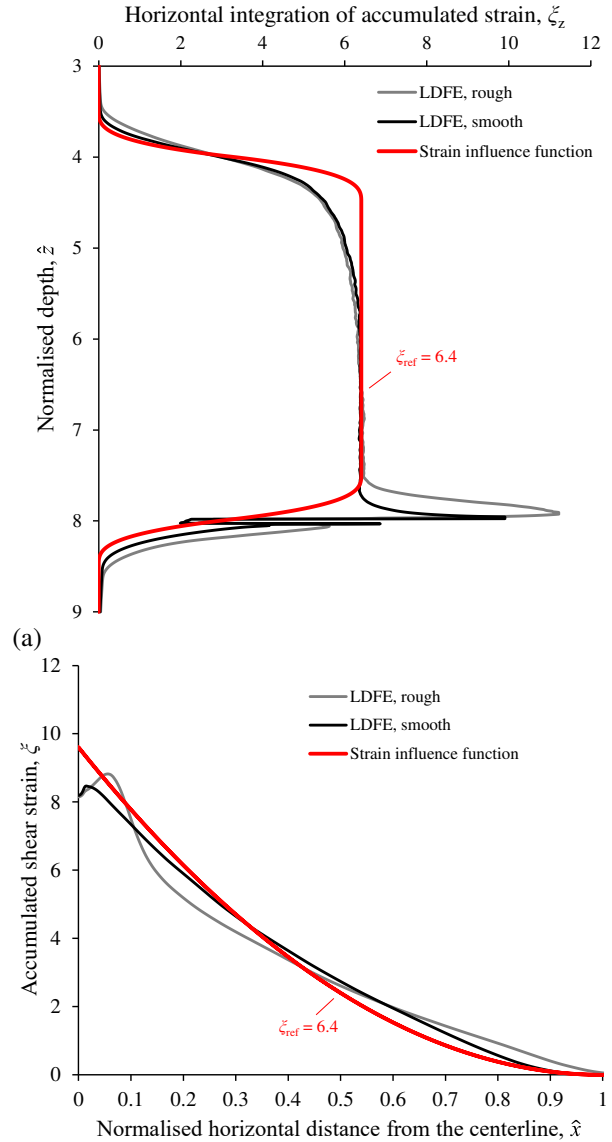 Horizontal integration of accumulated strain, ξz
0 2 4 6 8 10 12
3
4
5
6
7
8
9
Normalised depth, ẑ
LDFE, rough
LDFE, smooth
Strain influence function
ξref = 6.4
(a)
12
10
8
6
4
2
0
Accumulated shear strain, ξ
LDFE, rough
LDFE, smooth
Strain influence function
ξref = 6.4
0 0.1 0.2 0.3 0.4 0.5 0.6 0.7 0.8 0.9 1
Normalised horizontal distance from the centerline, x̂